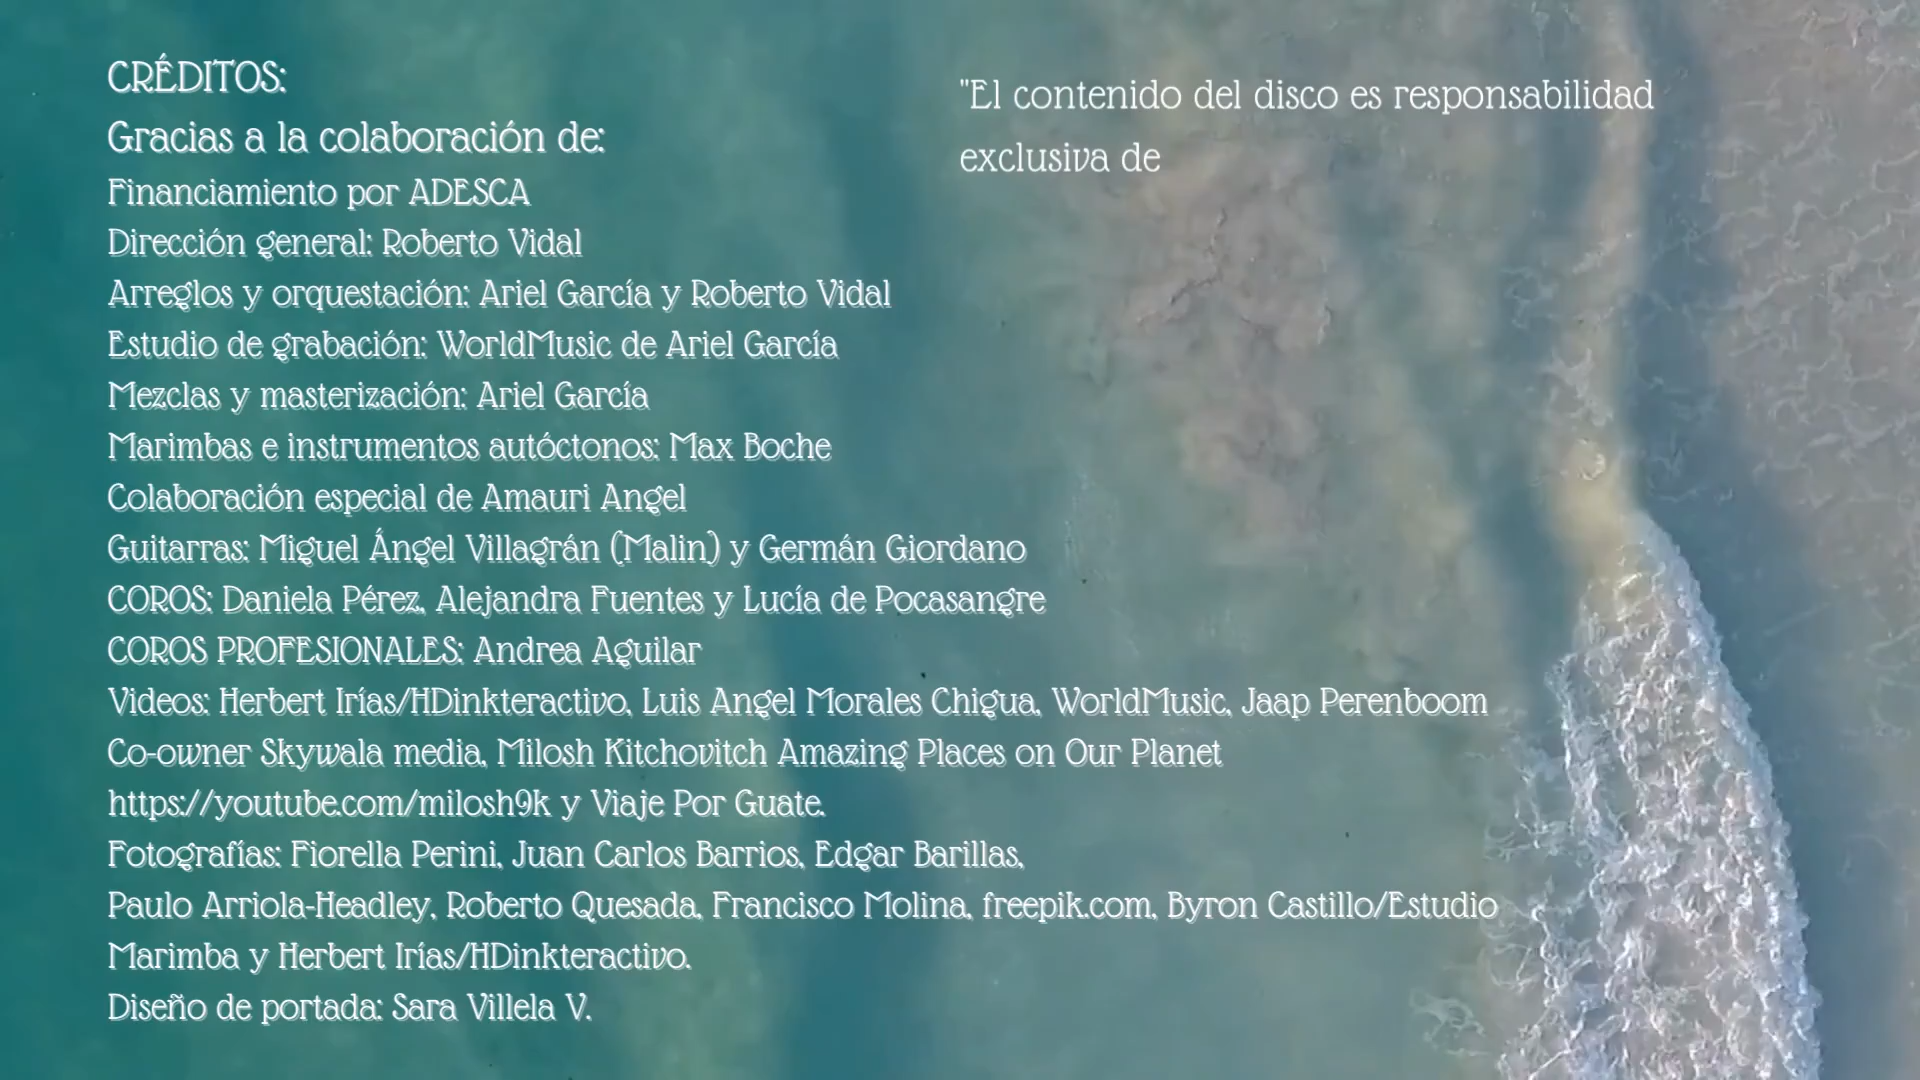 CRÉDITOS:
Gracias a la colaboración de:
Financiamiento por ADESCA
Dirección general: Roberto Vidal
Arreglos y orquestación: Ariel García y Roberto Vidal
Estudio de grabación: WorldMusic de Ariel García
Mezclas y masterización: Ariel García
Marimbas e instrumentos autóctonos: Max Boche
Colaboración especial de Amauri Angel
Guitarras: Miguel Ángel Villagrán (Malin) y Germán Giordano
COROS: Daniela Pérez, Alejandra Fuentes y Lucía de Pocasangre
COROS PROFESIONALES: Andrea Aguilar
Videos: Herbert Irías/HDinkteractivo, Luis Angel Morales Chigua, WorldMusic, Jaap Perenboom
Co-owner Skywala media, Milosh Kitchovitch Amazing Places on Our Planet
https://youtube.com/milosh9k y Viaje Por Guate.
Fotografías: Fiorella Perini, Juan Carlos Barrios, Edgar Barillas,
Paulo Arriola-Headley, Roberto Quesada, Francisco Molina, freepik.com, Byron Castillo/Estudio
Marimba y Herbert Irías/HDinkteractivo.
Diseño de portada: Sara Villela V.
"El contenido del disco es responsabilidad
exclusiva de